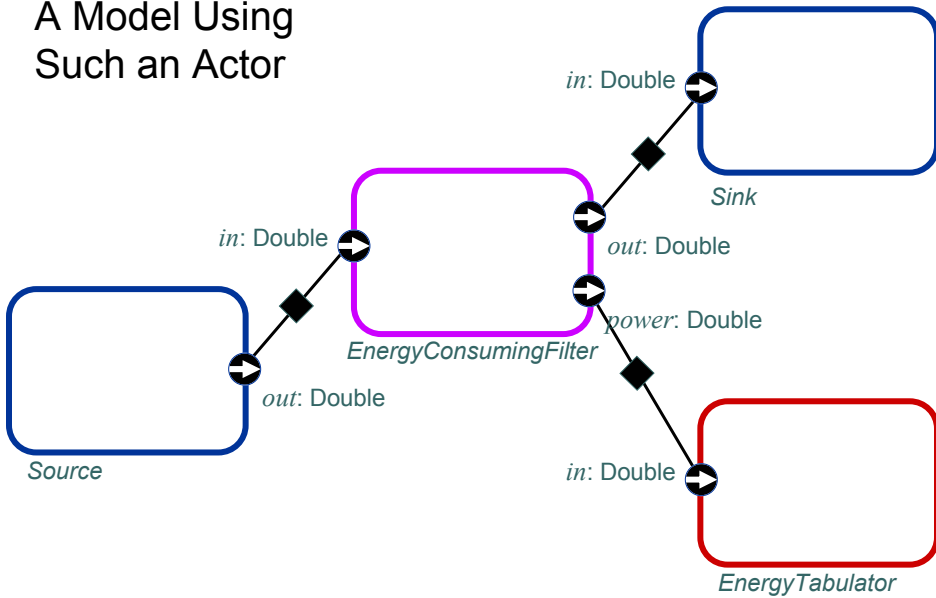 A Model Using
Such an Actor
in: Double
Sink
in: Double
out: Double
power: Double
EnergyConsumingFilter
out: Double
Source
in: Double
EnergyTabulator